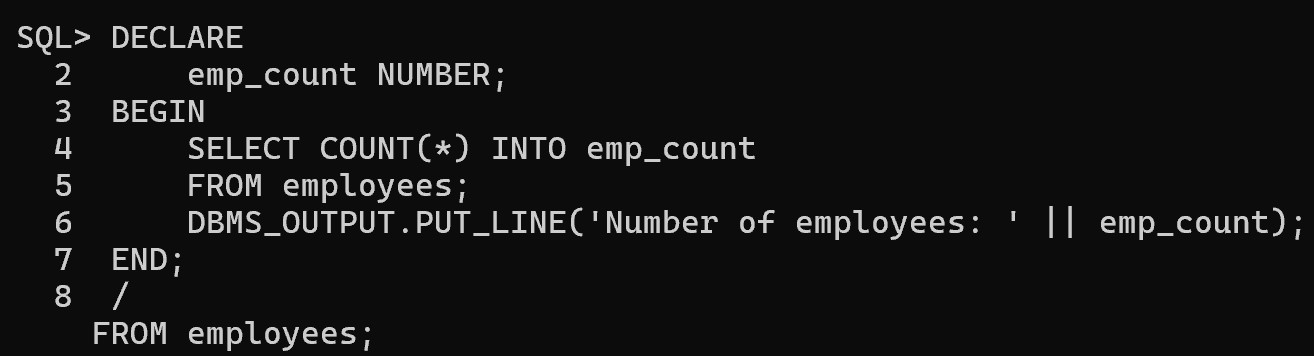 SQL> DECLARE
  2      emp_count NUMBER;
  3  BEGIN
  4      SELECT COUNT(*) INTO emp_count
  5      FROM employees;
  6      DBMS_OUTPUT.PUT_LINE('Number of employees: ' || emp_count);
  7  END;
  8  /
    FROM employees;